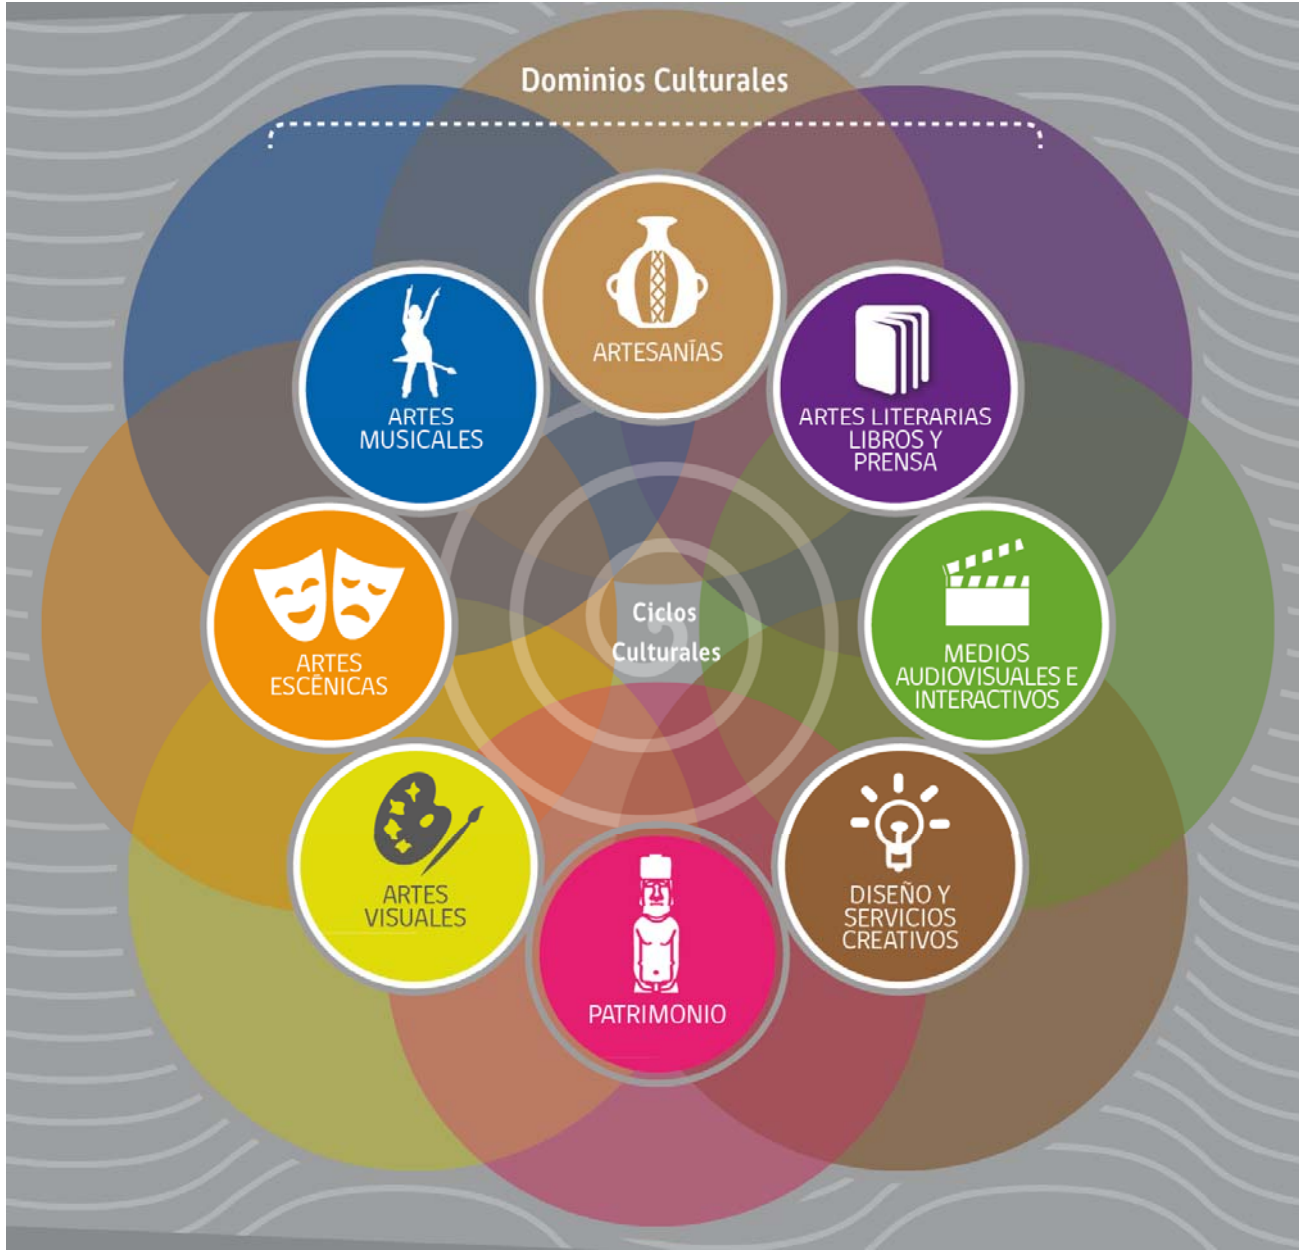 Dominios Culturales
ARTESANÍAS
ARTES LITERARIAS
LIBROS Y
PRENSA
MEDIOS
AUDIOVISUALES E
INTERACTIVOS
DISEÑO Y
SERVICIOS
CREATIVOS
PATRIMONIO
ARTES
VISUALES
ARTES
ESCÉNICAS
ARTES
MUSICALES
Ciclos
Culturales